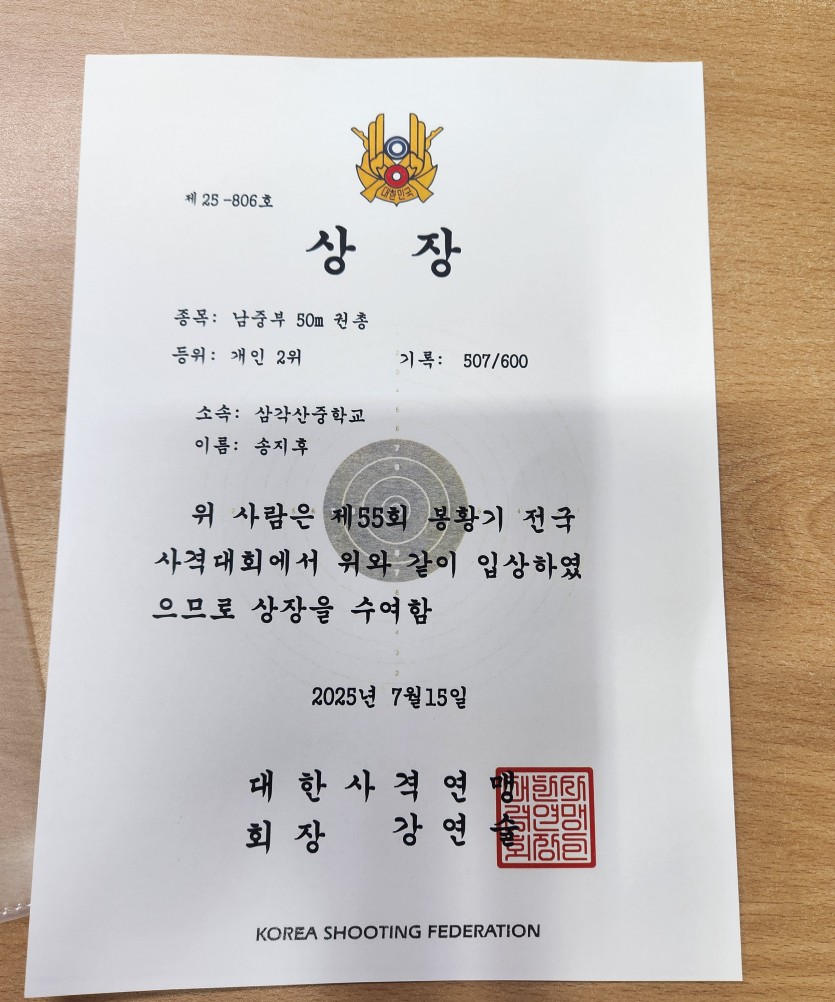 대한민국
제 25-806호
상 장
종목: 남중부 50m 권총
등위: 개인 2위 기록: 507/600
소속: 삼각산중학교
이름: 송지후
위 사람은 제55회 봉황기 전국
사격대회에서 위와 같이 입상하였
으므로 상장을 수여함
2025년 7월15일
대한사격연맹
회장 강연술
KOREA SHOOTING FEDERATION